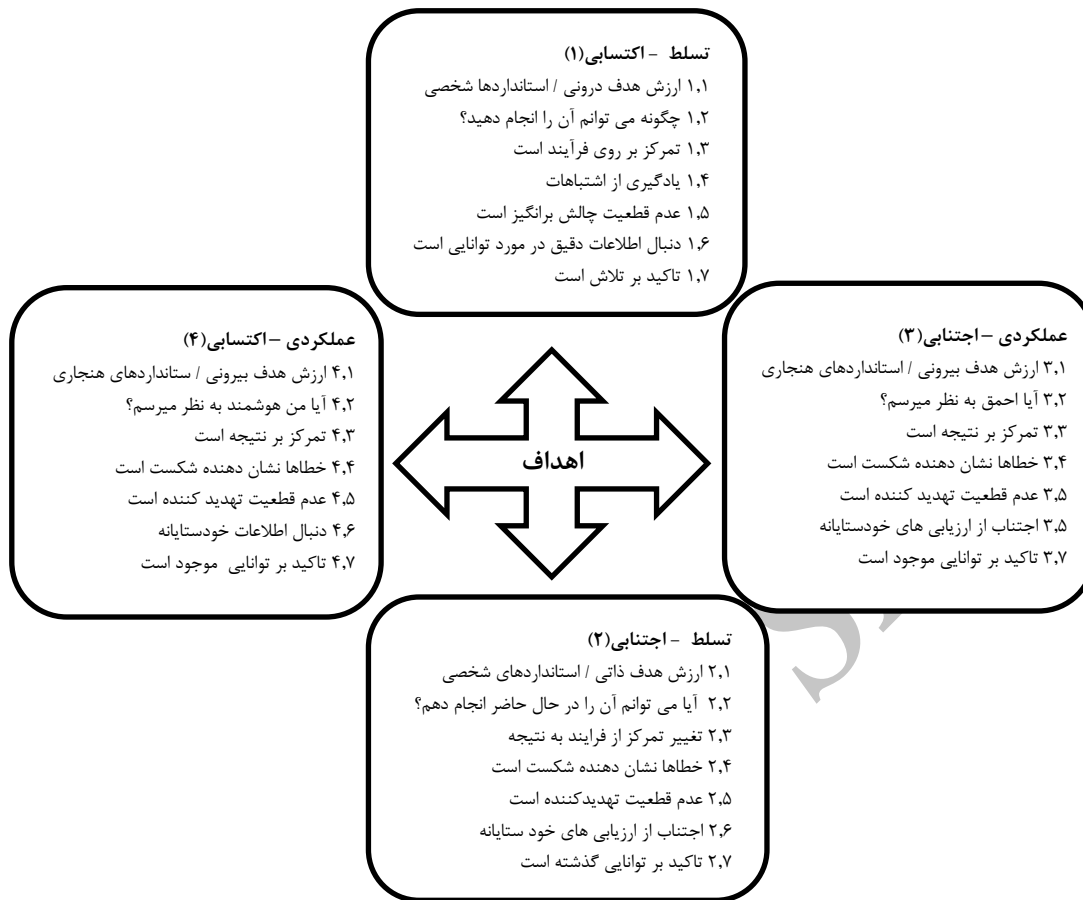 تسلط - اکتسابی(۱)
۱,۱ ارزش هدف درونی / استانداردها شخصی
۱,۲ چگونه می توانم آن را انجام دهید؟
۱,۳ تمرکز بر روی فرآیند است
۱,۴ یادگیری از اشتباهات
۱,۵ عدم قطعیت چالش برانگیز است
۱,۶ دنبال اطلاعات دقیق در مورد توانایی است
۱,۷ تاکید بر تلاش است
عملکردی –اجتنابی(۳)
۳,۱ ارزش هدف بیرونی / استانداردهای هنجاری
۳,۲ آیا احمق به نظر میرسم؟
۳,۳ تمرکز بر نتیجه است
۳,۴ خطاها نشان دهنده شکست است
۳,۵ عدم قطعیت تهدید کننده است
۳,۵ اجتناب از ارزیابی های خودستایانه
۳,۷ تاکید بر توانایی موجود است
اهداف
عملکردی –اکتسابی(۴)
۴,۱ ارزش هدف بیرونی / ستانداردهای هنجاری
۴,۲ آیا من هوشمند به نظر میرسم؟
۴,۳ تمرکز بر نتیجه است
۴,۴ خطاها نشان دهنده شکست است
۴,۵ عدم قطعیت تهدید کننده است
۴,۶ دنبال اطلاعات خودستایانه
۴,۷ تاکید بر توانایی موجود است
تسلط - اجتنابی(۲)
۲,۱ ارزش هدف ذاتی / استانداردهای شخصی
۲,۲ آیا می توانم آن را در حال حاضر انجام دهم؟
۲,۳ تغییر تمرکز از فرایند به نتیجه
۲,۴ خطاها نشان دهنده شکست است
۲,۵ عدم قطعیت تهدیدکننده است
۲,۶ اجتناب از ارزیابی های خود ستایانه
۲,۷ تاکید بر توانایی گذشته است